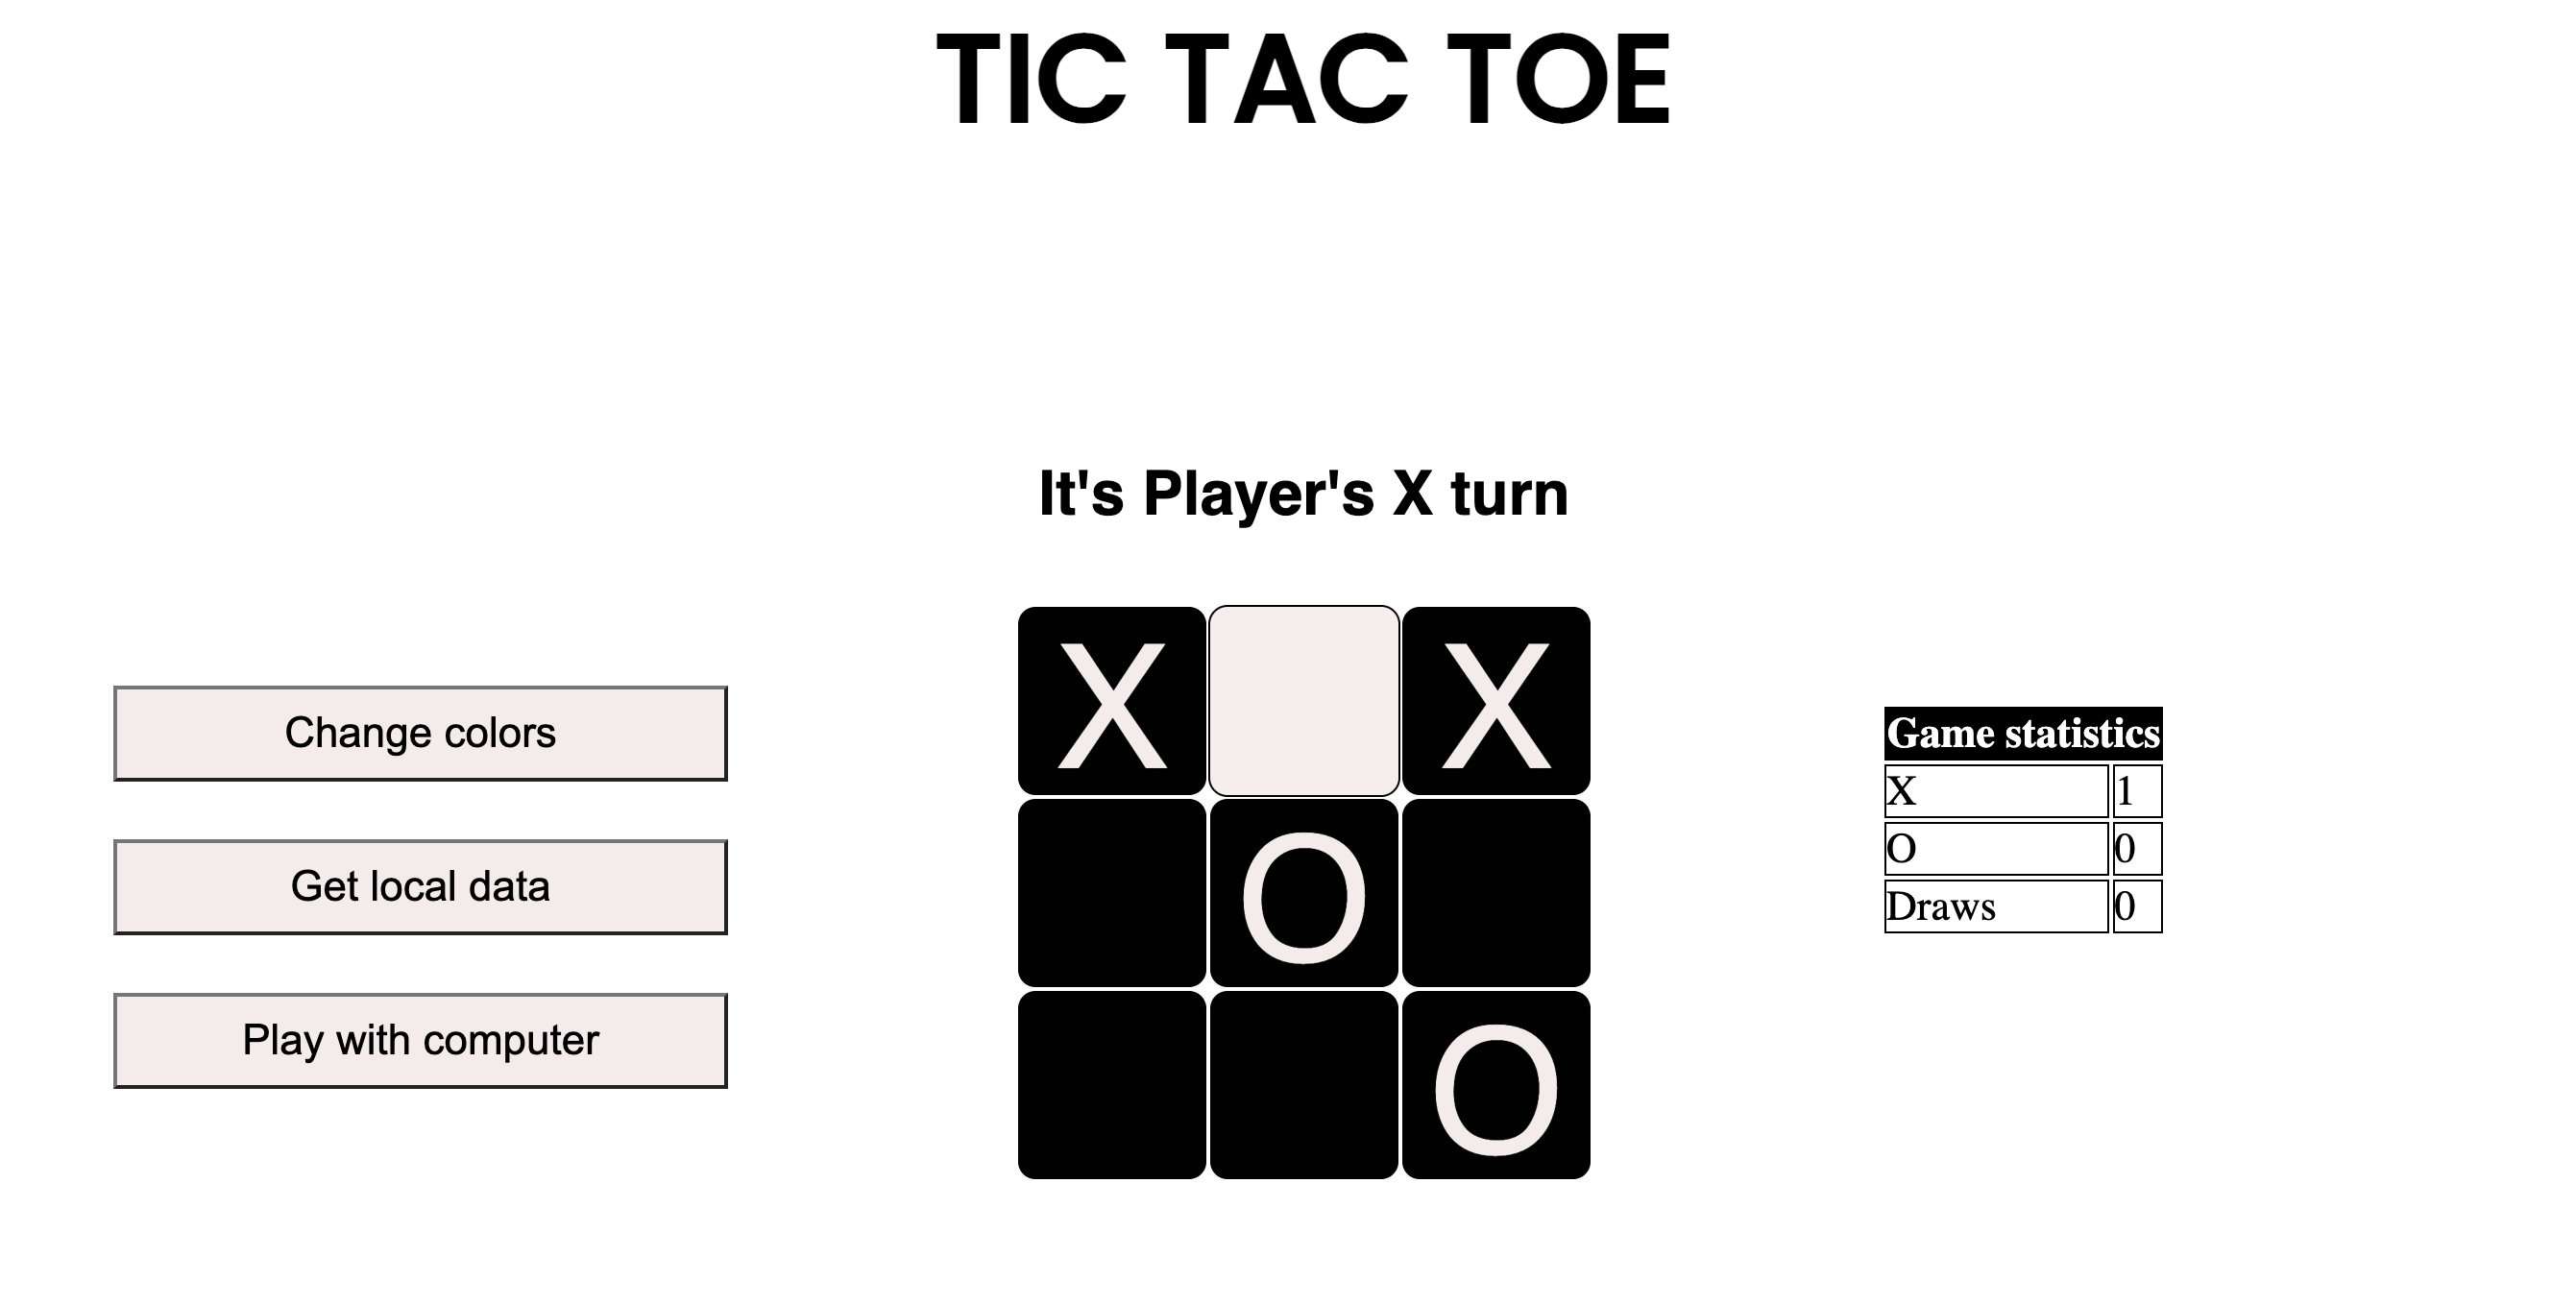 TIC TAC TOE
It's Player's X turn
Change colors
Get local data
Play with computer
X X
O
O
Game statistics
X 1
O 0
Draws 0